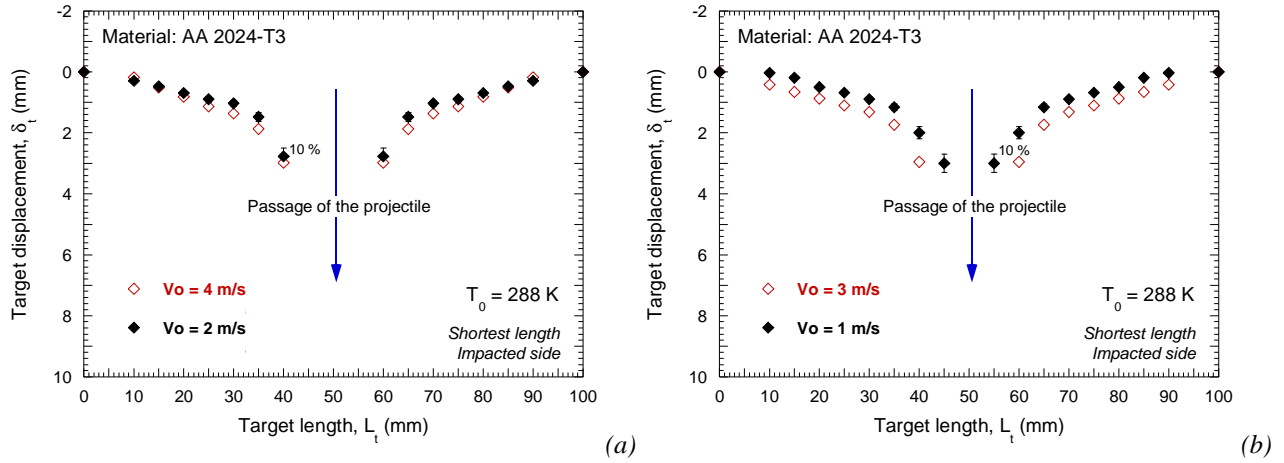 Material: AA 2024-T3
-2
0
2
4
6
8
10
Target displacement, δt (mm)
10 %
Passage of the projectile
Vo = 4 m/s
Vo = 2 m/s
T0 = 288 K
Shortest length
Impacted side
0 10 20 30 40 50 60 70 80 90 100
Target length, Lt (mm)
(a)
Material: AA 2024-T3
-2
0
2
4
6
8
10
Target displacement, δt (mm)
10 %
Passage of the projectile
Vo = 3 m/s
Vo = 1 m/s
T0 = 288 K
Shortest length
Impacted side
0 10 20 30 40 50 60 70 80 90 100
Target length, Lt (mm)
(b)